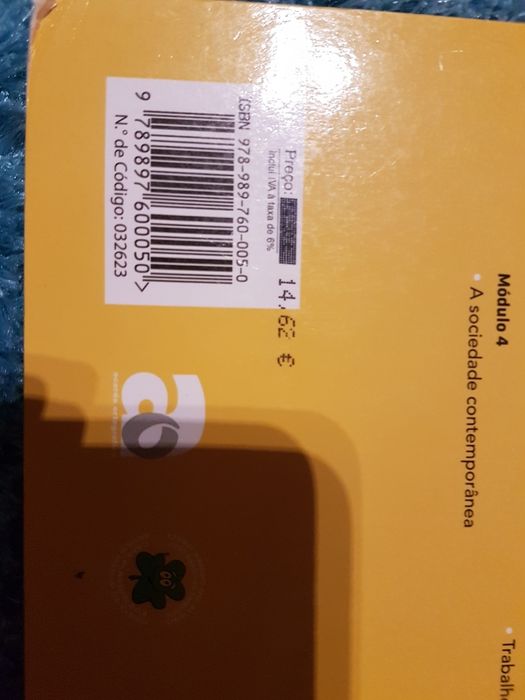 Módulo 4
• A sociedade contemporânea
• Trabalh
Preço:
14.62 €
inclui IVA à taxa de 6%
ISBN 978-989-760-005-0
9 789897 600050 >
N.º de Código: 032623